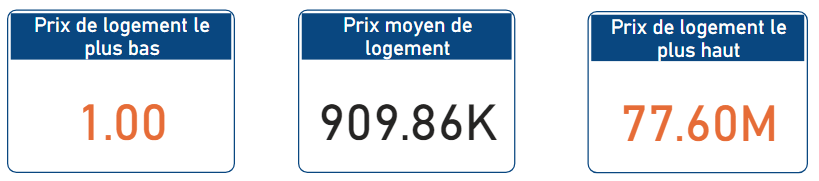 Prix de logement le
plus bas
1.00
Prix moyen de
logement
909.86K
Prix de logement le
plus haut
77.60M